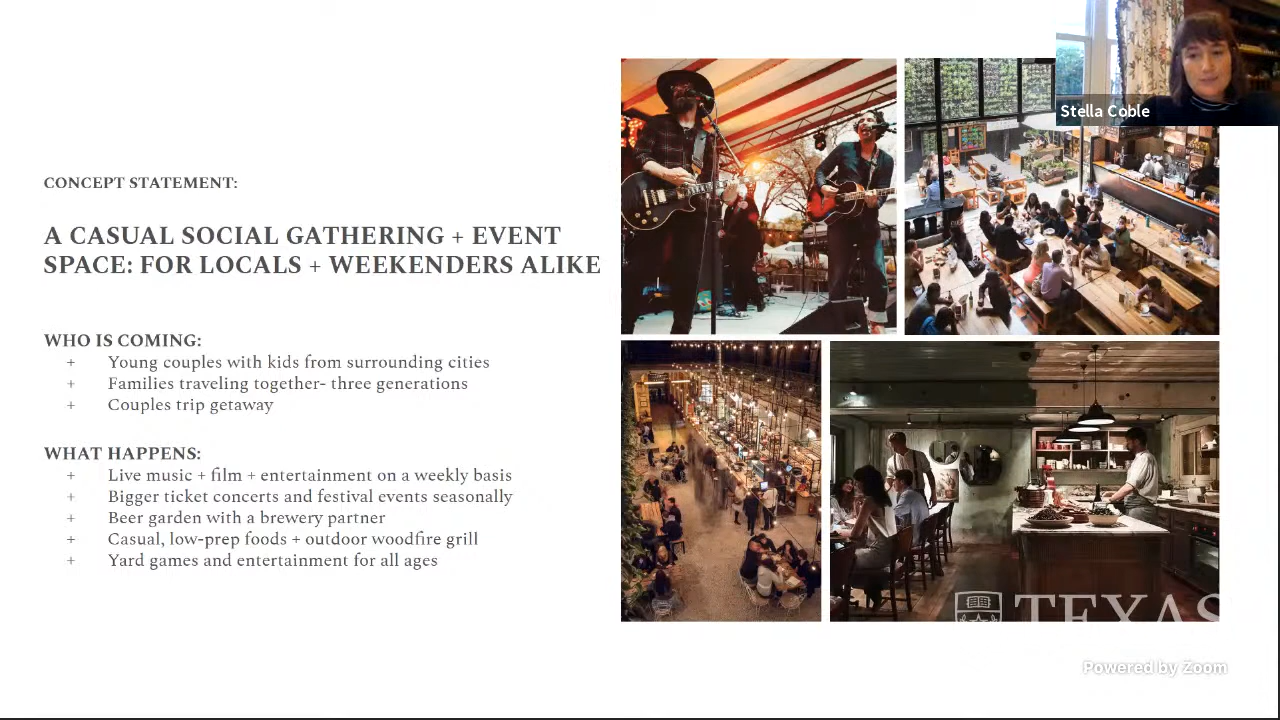 Stella Coble
CONCEPT STATEMENT:
A CASUAL SOCIAL GATHERING + EVENT
SPACE: FOR LOCALS + WEEKENDERS ALIKE
WHO IS COMING:
+ Young couples with kids from surrounding cities
+ Families traveling together- three generations
+ Couples trip getaway
WHAT HAPPENS:
+ Live music + film + entertainment on a weekly basis
+ Bigger ticket concerts and festival events seasonally
+ Beer garden with a brewery partner
+ Casual, low-prep foods + outdoor woodfire grill
+ Yard games and entertainment for all ages
TEXAS
Powered by Zoom